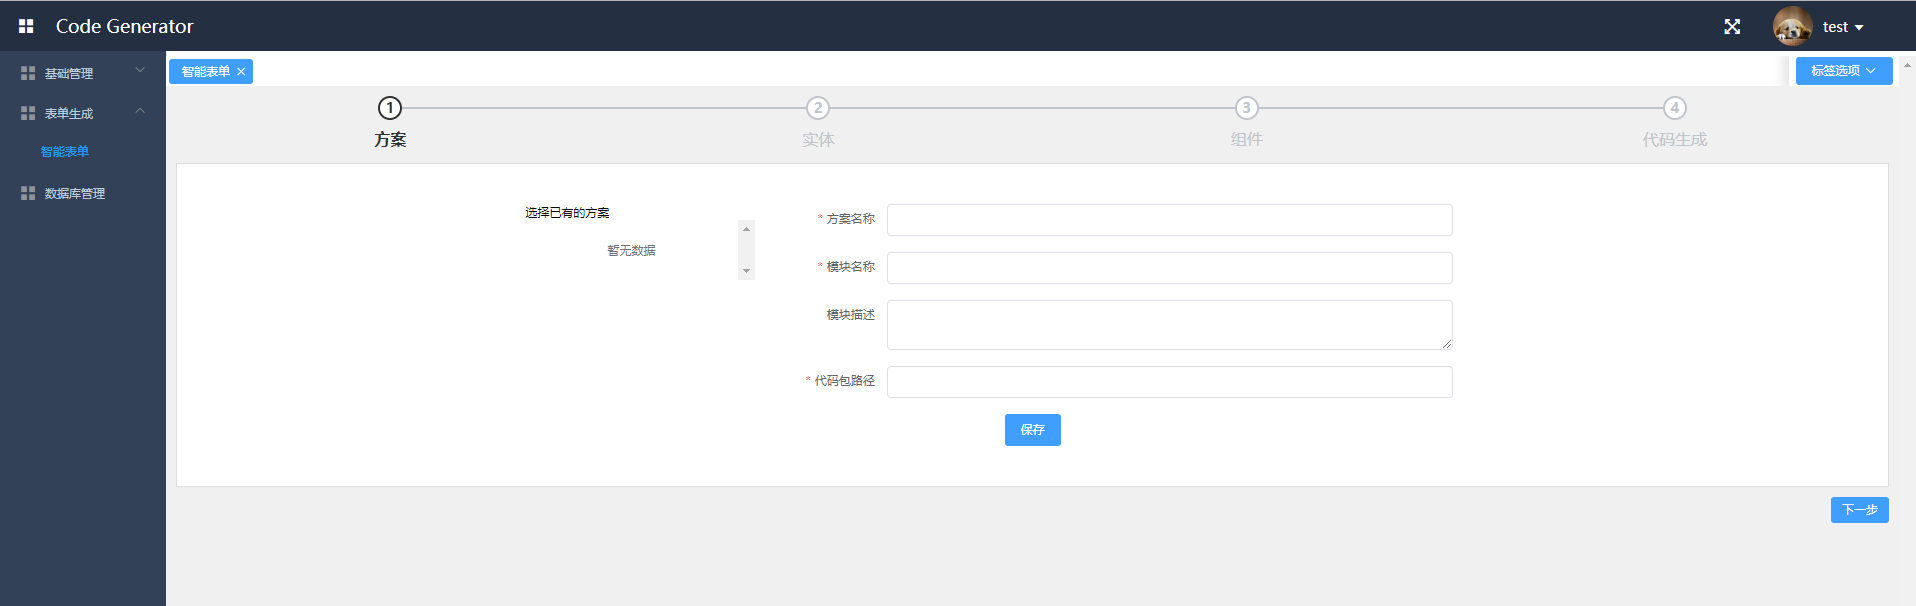 Code Generator
test
基础管理
表单生成
智能表单
数据库管理
智能表单
标签选项
1
2
3
4
方案
实体
组件
代码生成
选择已有的方案
暂无数据
* 方案名称
* 模块名称
模块描述
* 代码包路径
保存
下一步